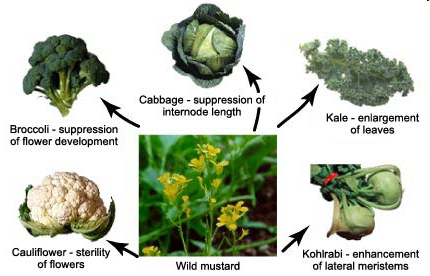 Cabbage - suppression of
internode length
Broccoli - suppression
of flower development
Kale - enlargement
of leaves
Cauliflower - sterility
of flowers
Wild mustard
Kohlrabi - enhancement
of lateral meristems